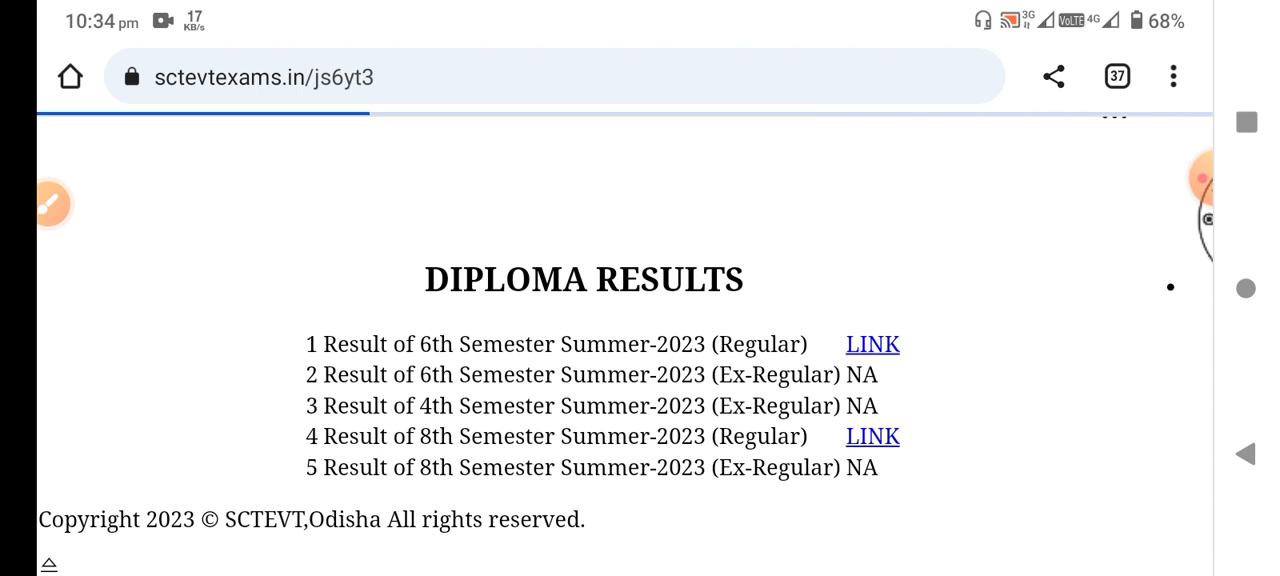 10:34 pm 17 KB/s 3G VoLTE 4G 68%
sctevtexams.in/js6yt3 37
DIPLOMA RESULTS
1 Result of 6th Semester Summer-2023 (Regular) LINK
2 Result of 6th Semester Summer-2023 (Ex-Regular) NA
3 Result of 4th Semester Summer-2023 (Ex-Regular) NA
4 Result of 8th Semester Summer-2023 (Regular) LINK
5 Result of 8th Semester Summer-2023 (Ex-Regular) NA
Copyright 2023 © SCTEVT,Odisha All rights reserved.